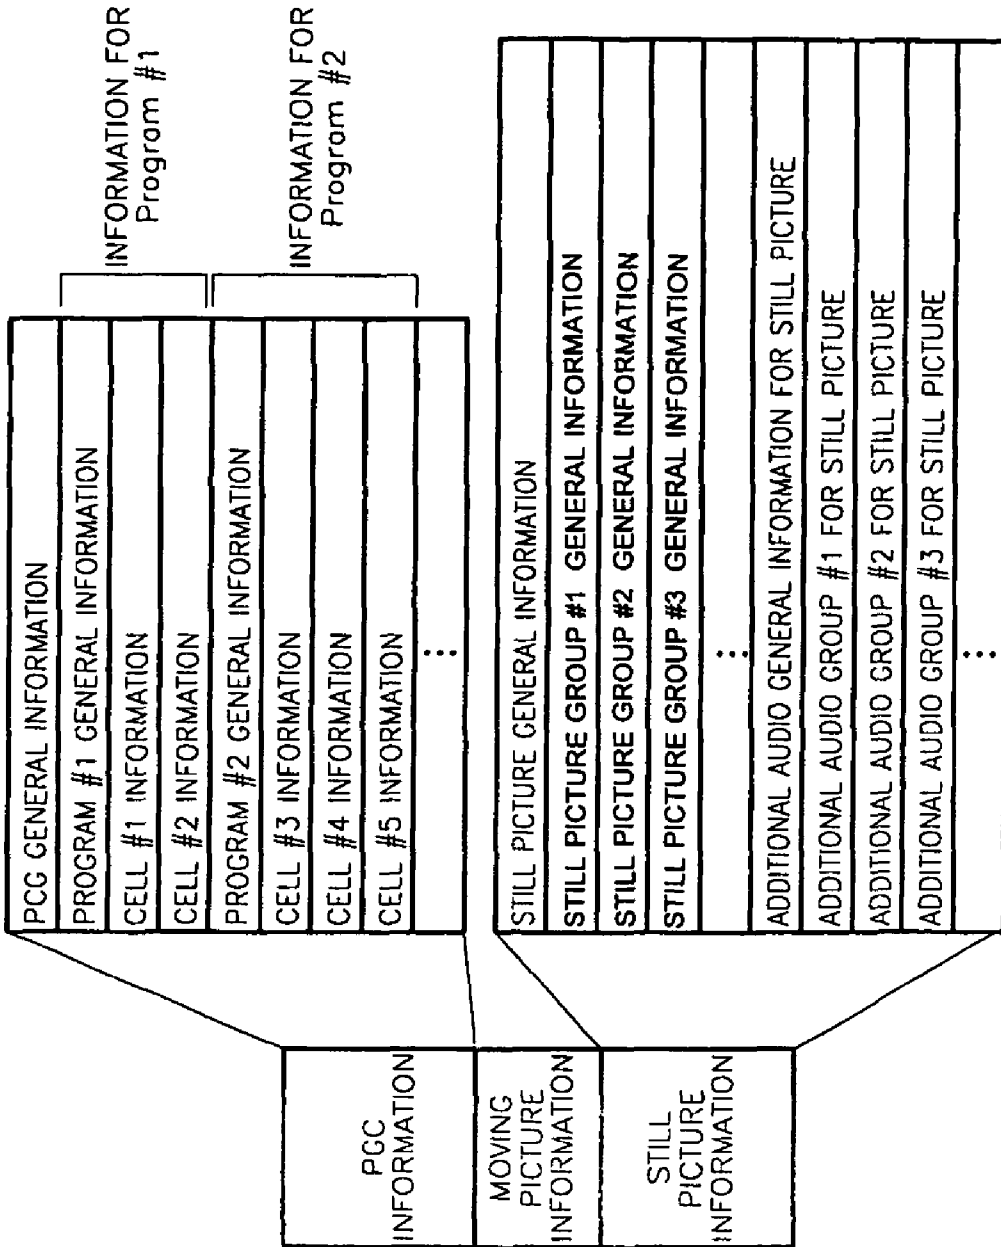 PGC
INFORMATION
MOVING
PICTURE
INFORMATION
STILL
PICTURE
INFORMATION
PCG GENERAL INFORMATION
PROGRAM #1 GENERAL INFORMATION
CELL #1 INFORMATION
CELL #2 INFORMATION
PROGRAM #2 GENERAL INFORMATION
CELL #3 INFORMATION
CELL #4 INFORMATION
CELL #5 INFORMATION
⋮
INFORMATION FOR
Program #1
INFORMATION FOR
Program #2
STILL PICTURE GENERAL INFORMATION
STILL PICTURE GROUP #1 GENERAL INFORMATION
STILL PICTURE GROUP #2 GENERAL INFORMATION
STILL PICTURE GROUP #3 GENERAL INFORMATION
⋮
ADDITIONAL AUDIO GENERAL INFORMATION FOR STILL PICTURE
ADDITIONAL AUDIO GROUP #1 FOR STILL PICTURE
ADDITIONAL AUDIO GROUP #2 FOR STILL PICTURE
ADDITIONAL AUDIO GROUP #3 FOR STILL PICTURE
⋮